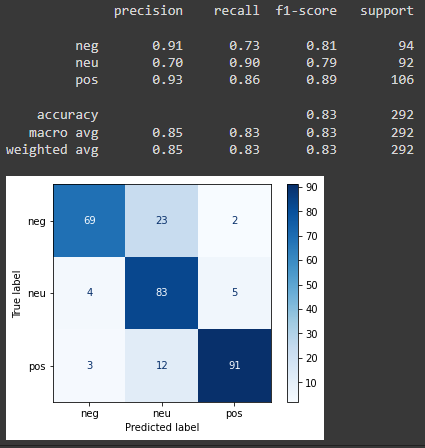 precision recall f1-score support
neg 0.91 0.73 0.81 94
neu 0.70 0.90 0.79 92
pos 0.93 0.86 0.89 106
accuracy 0.83 292
macro avg 0.85 0.83 0.83 292
weighted avg 0.85 0.83 0.83 292
True label
neg 69 23 2
neu 4 83 5
pos 3 12 91
neg neu pos
Predicted label
90
80
70
60
50
40
30
20
10